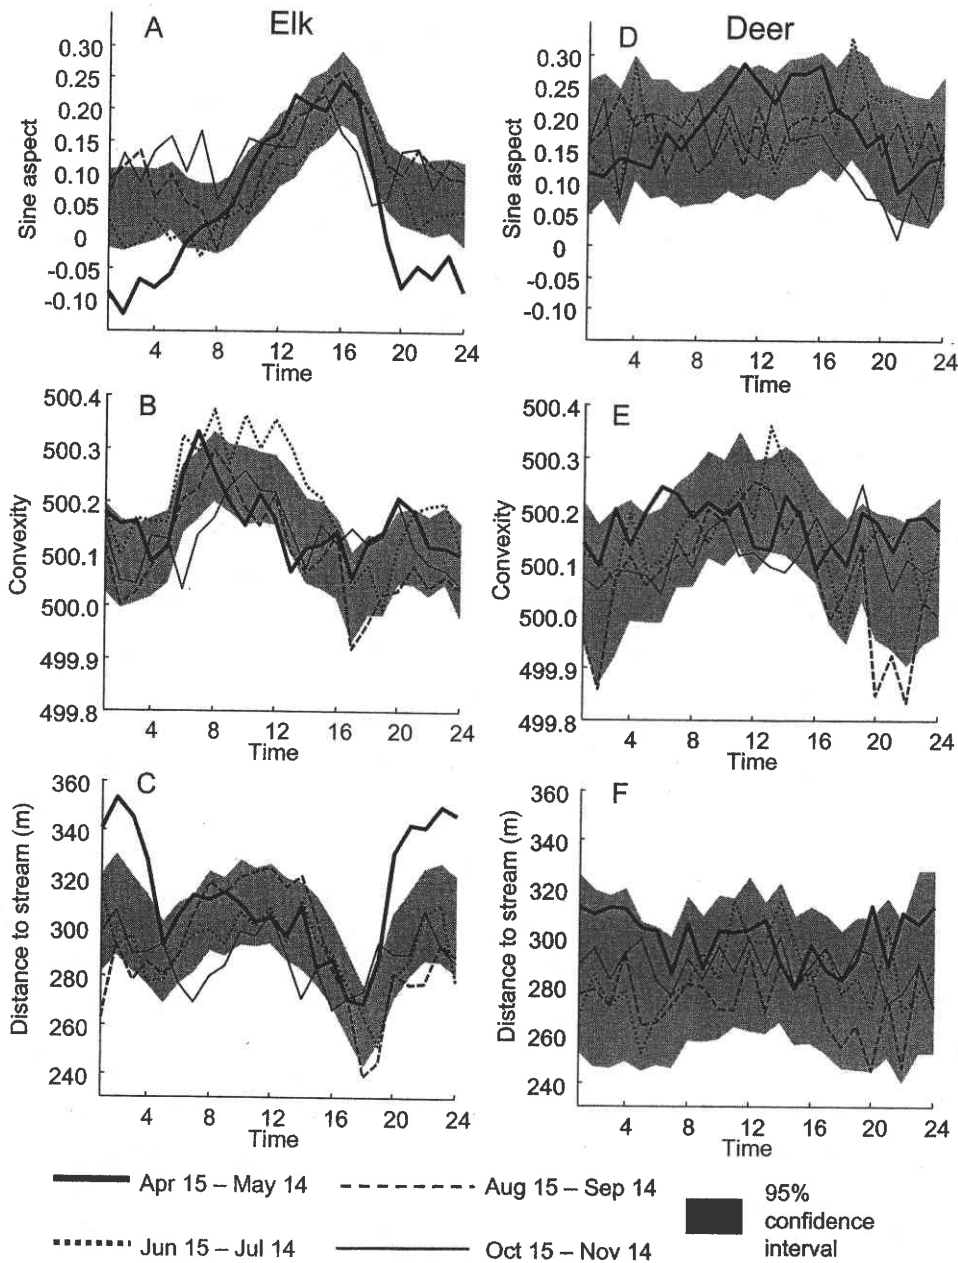 A Elk
0.30
0.25
0.20
0.15
0.10
0.05
0
-0.05
-0.10
Sine aspect
4 8 12 16 20 24
Time
D Deer
0.30
0.25
0.20
0.15
0.10
0.05
0
-0.05
-0.10
Sine aspect
4 8 12 16 20 24
Time
B
500.4
500.3
500.2
500.1
500.0
499.9
499.8
Convexity
4 8 12 16 20 24
Time
E
500.4
500.3
500.2
500.1
500.0
499.9
499.8
Convexity
4 8 12 16 20 24
Time
C
360
340
320
300
280
260
240
Distance to stream (m)
4 8 12 16 20 24
Time
F
360
340
320
300
280
260
240
Distance to stream (m)
4 8 12 16 20 24
Time
Apr 15 – May 14
Aug 15 – Sep 14
Jun 15 – Jul 14
Oct 15 – Nov 14
95%
confidence
interval